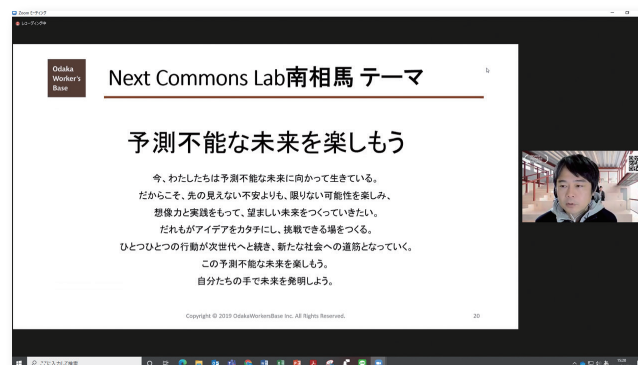 Zoom ミーティング
レコーディング中
Odaka
Worker's
Base
Next Commons Lab南相馬 テーマ
予測不能な未来を楽しもう
今、わたしたちは予測不能な未来に向かって生きている。
だからこそ、先の見えない不安よりも、限りない可能性を楽しみ、
想像力と実践をもって、望ましい未来をつくっていきたい。
だれもがアイデアをカタチにし、挑戦できる場をつくる。
ひとつひとつの行動が次世代へと続き、新たな社会への道筋となっていく。
この予測不能な未来を楽しもう。
自分たちの手で未来を発明しよう。
Copyright © 2019 OdakaWorkersBase Inc. All Rights Reserved.
20
ここに入力して検索